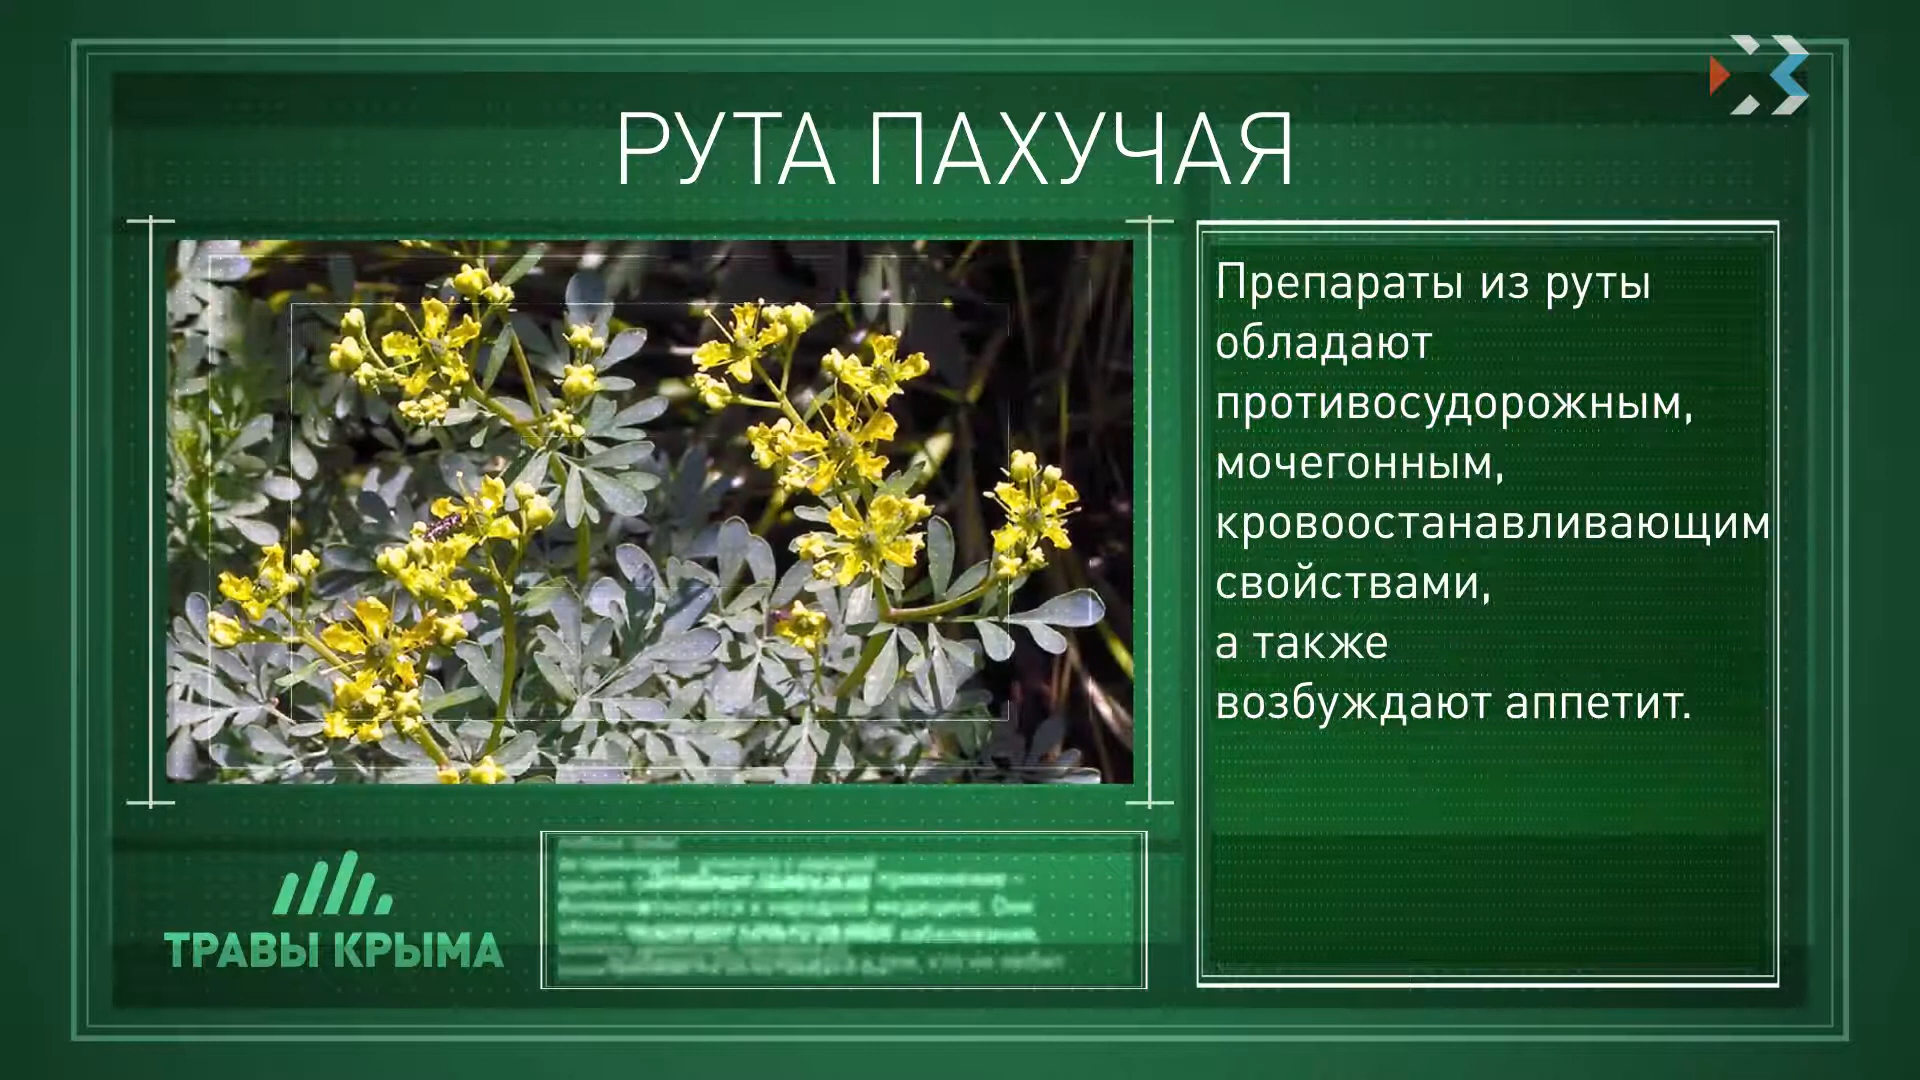 РУТА ПАХУЧАЯ
Препараты из руты
обладают
противосудорожным,
мочегонным,
кровоостанавливающим
свойствами,
а также
возбуждают аппетит.
ТРАВЫ КРЫМА